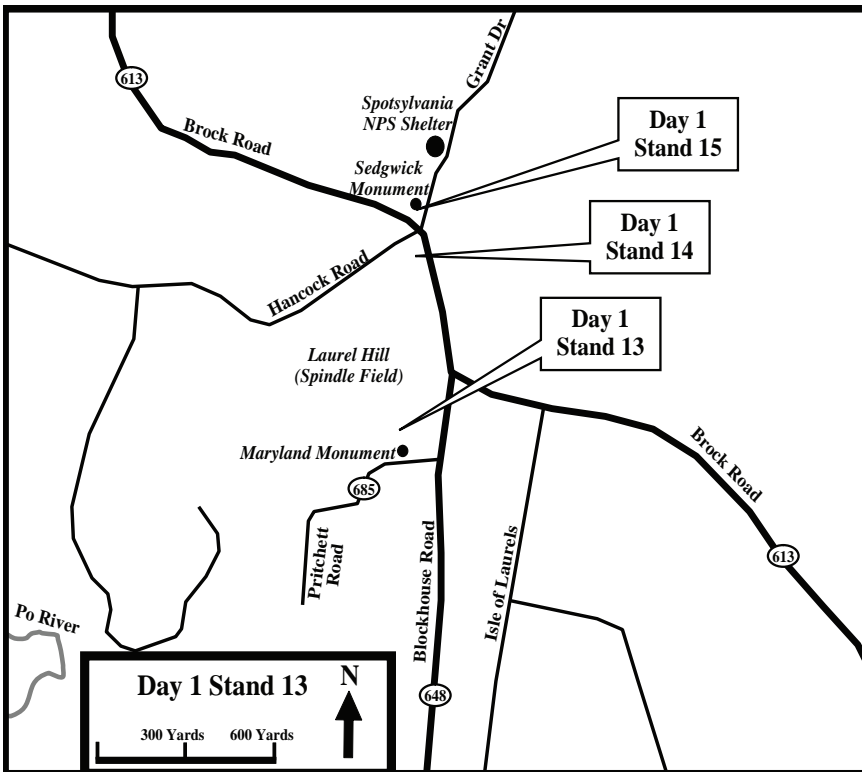 Grant Dr
613
Spotsylvania
NPS Shelter
Brock Road
Day 1
Stand 15
Sedgwick
Monument
Day 1
Stand 14
Hancock Road
Day 1
Stand 13
Laurel Hill
(Spindle Field)
Maryland Monument
Brock Road
685
Pritchett
Road
Blockhouse Road
Isle of Laurels
613
Po River
Day 1 Stand 13
N
300 Yards
600 Yards
648